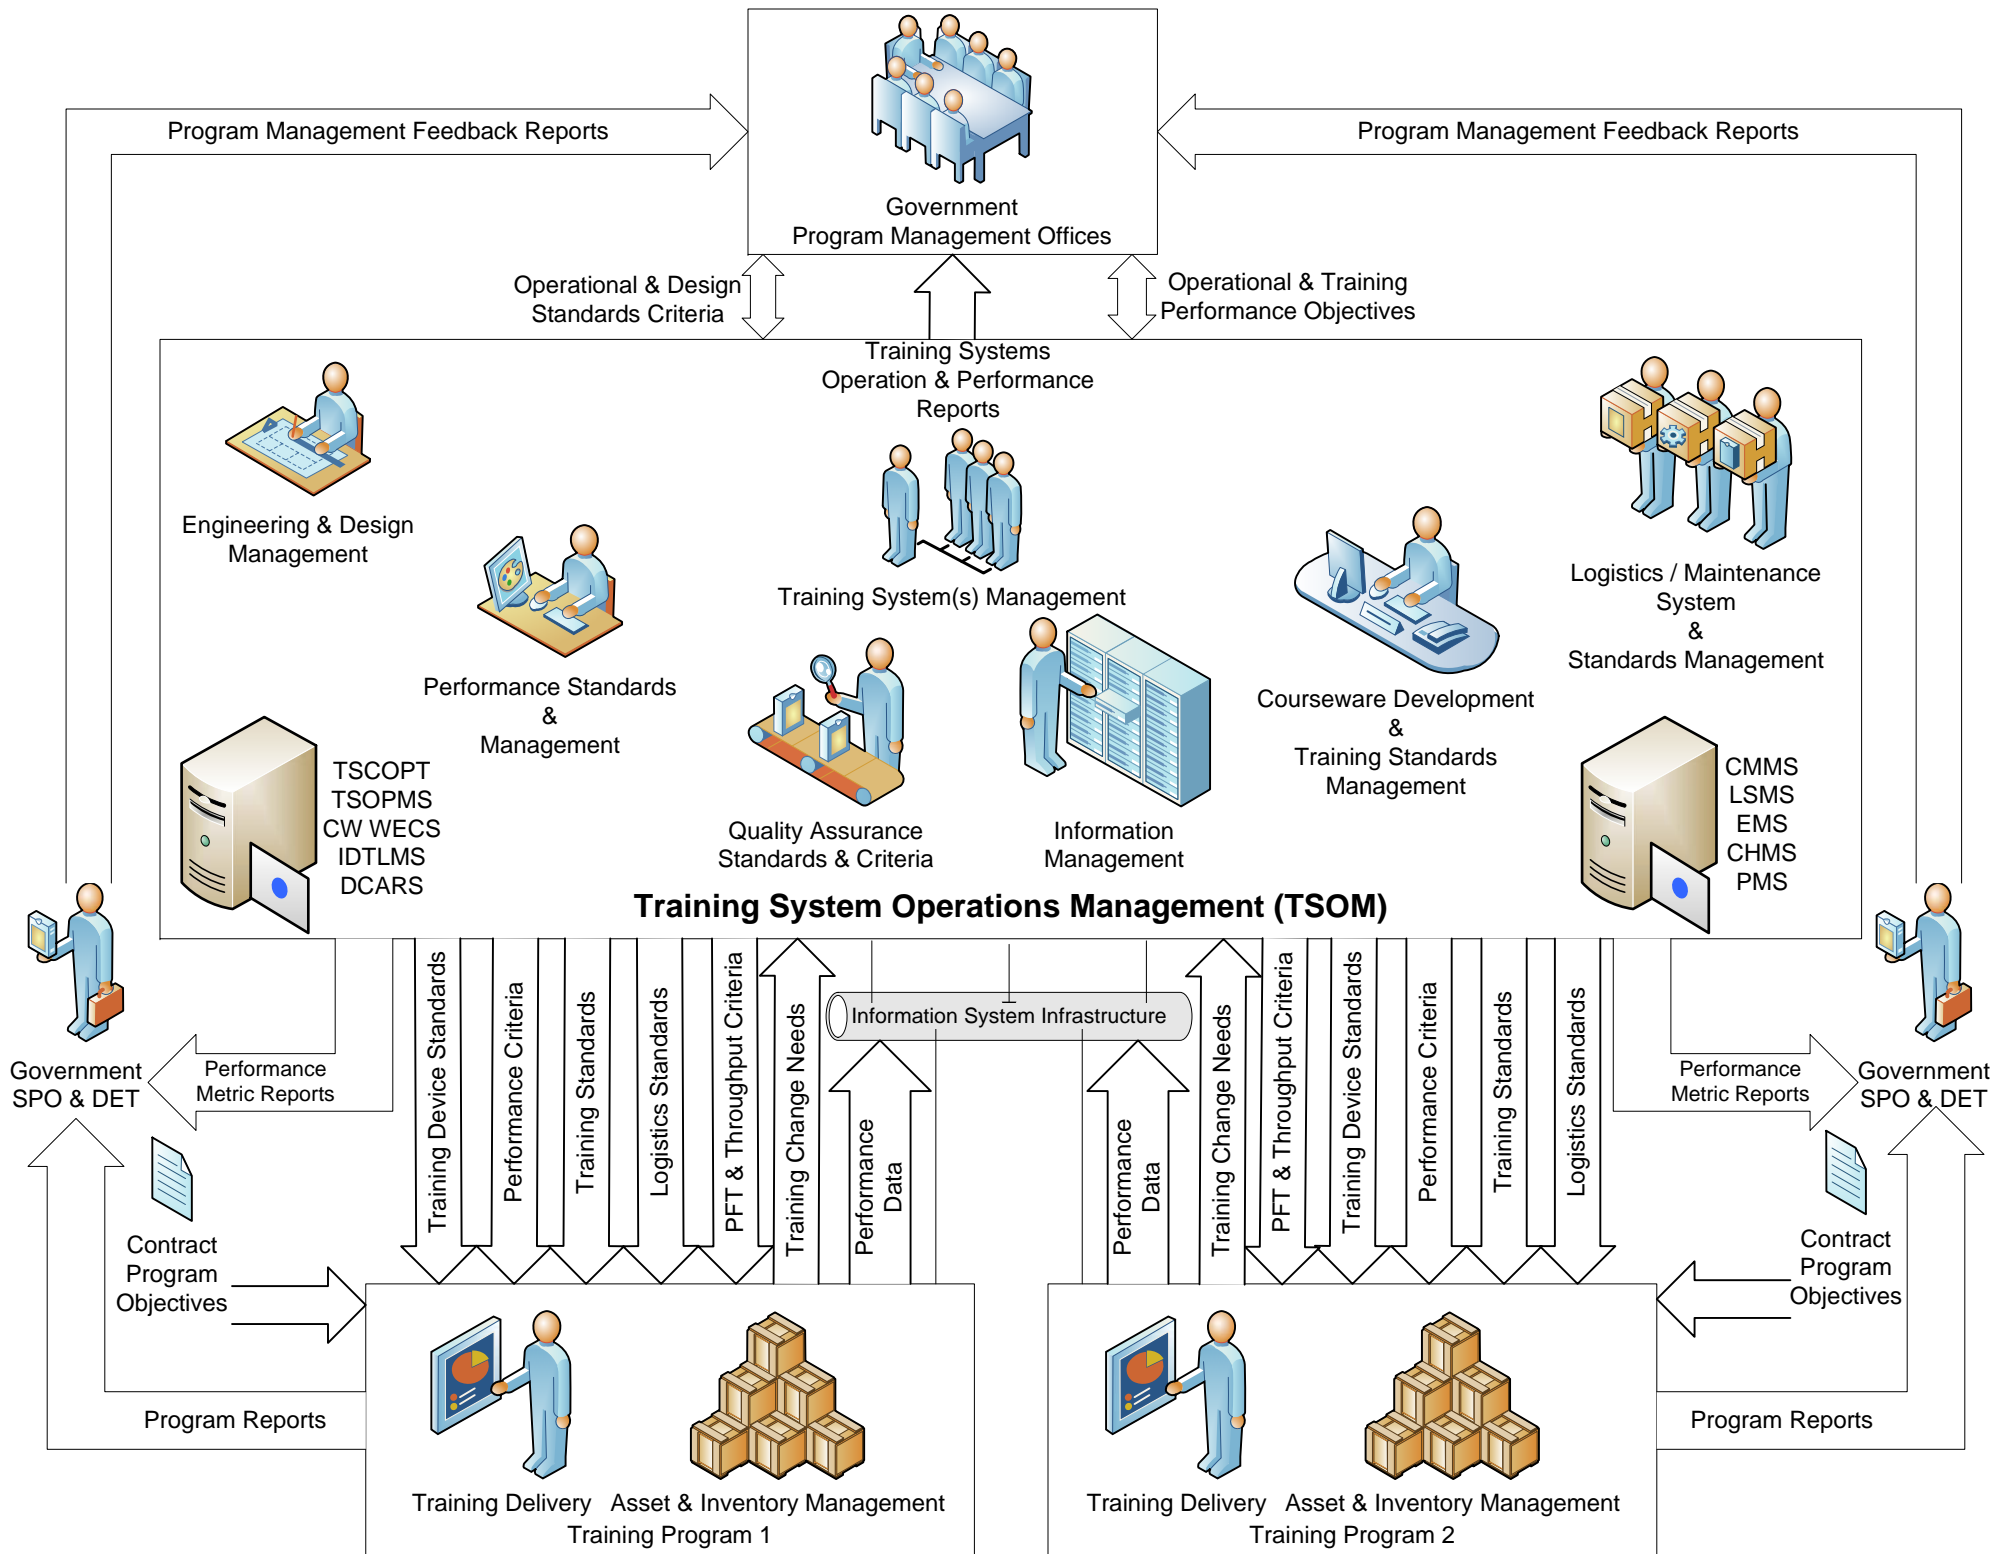 Program Management Feedback Reports
Program Management Feedback Reports
Government
Program Management Offices
Operational & Design
Standards Criteria
Operational & Training
Performance Objectives
Training Systems
Operation & Performance
Reports
Engineering & Design
Management
Training System(s) Management
Logistics / Maintenance
System
&
Standards Management
Performance Standards
&
Management
Courseware Development
&
Training Standards
Management
TSCOPT
TSOPMS
CW WECS
IDTLMS
DCARS
Quality Assurance
Standards & Criteria
Information
Management
CMMS
LSMS
EMS
CHMS
PMS
Training System Operations Management (TSOM)
Government
SPO & DET
Performance
Metric Reports
Training Device Standards
Performance Criteria
Training Standards
Logistics Standards
PFT & Throughput Criteria
Training Change Needs
Performance
Data
Information System Infrastructure
Performance
Data
Training Change Needs
PFT & Throughput Criteria
Training Device Standards
Performance Criteria
Training Standards
Logistics Standards
Performance
Metric Reports
Government
SPO & DET
Contract
Program
Objectives
Contract
Program
Objectives
Program Reports
Program Reports
Training Delivery
Asset & Inventory Management
Training Program 1
Training Delivery
Asset & Inventory Management
Training Program 2